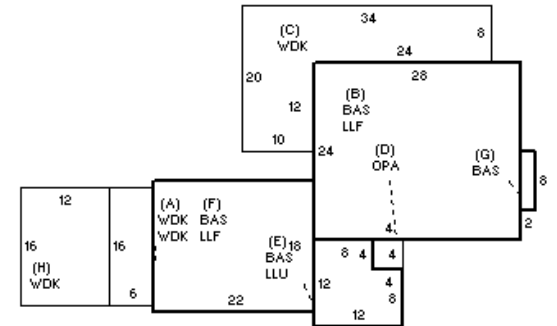 34
(C)
WDK
8
24
20
28
12
(B)
BAS
LLF
10
24
(D)
OPA
(G)
BAS
8
12
(A) (F)
WDK BAS
WDK LLF
2
4
16
16
(E) 18
BAS
LLU
8 4 4
(H)
WDK
12
4
8
6
22
12